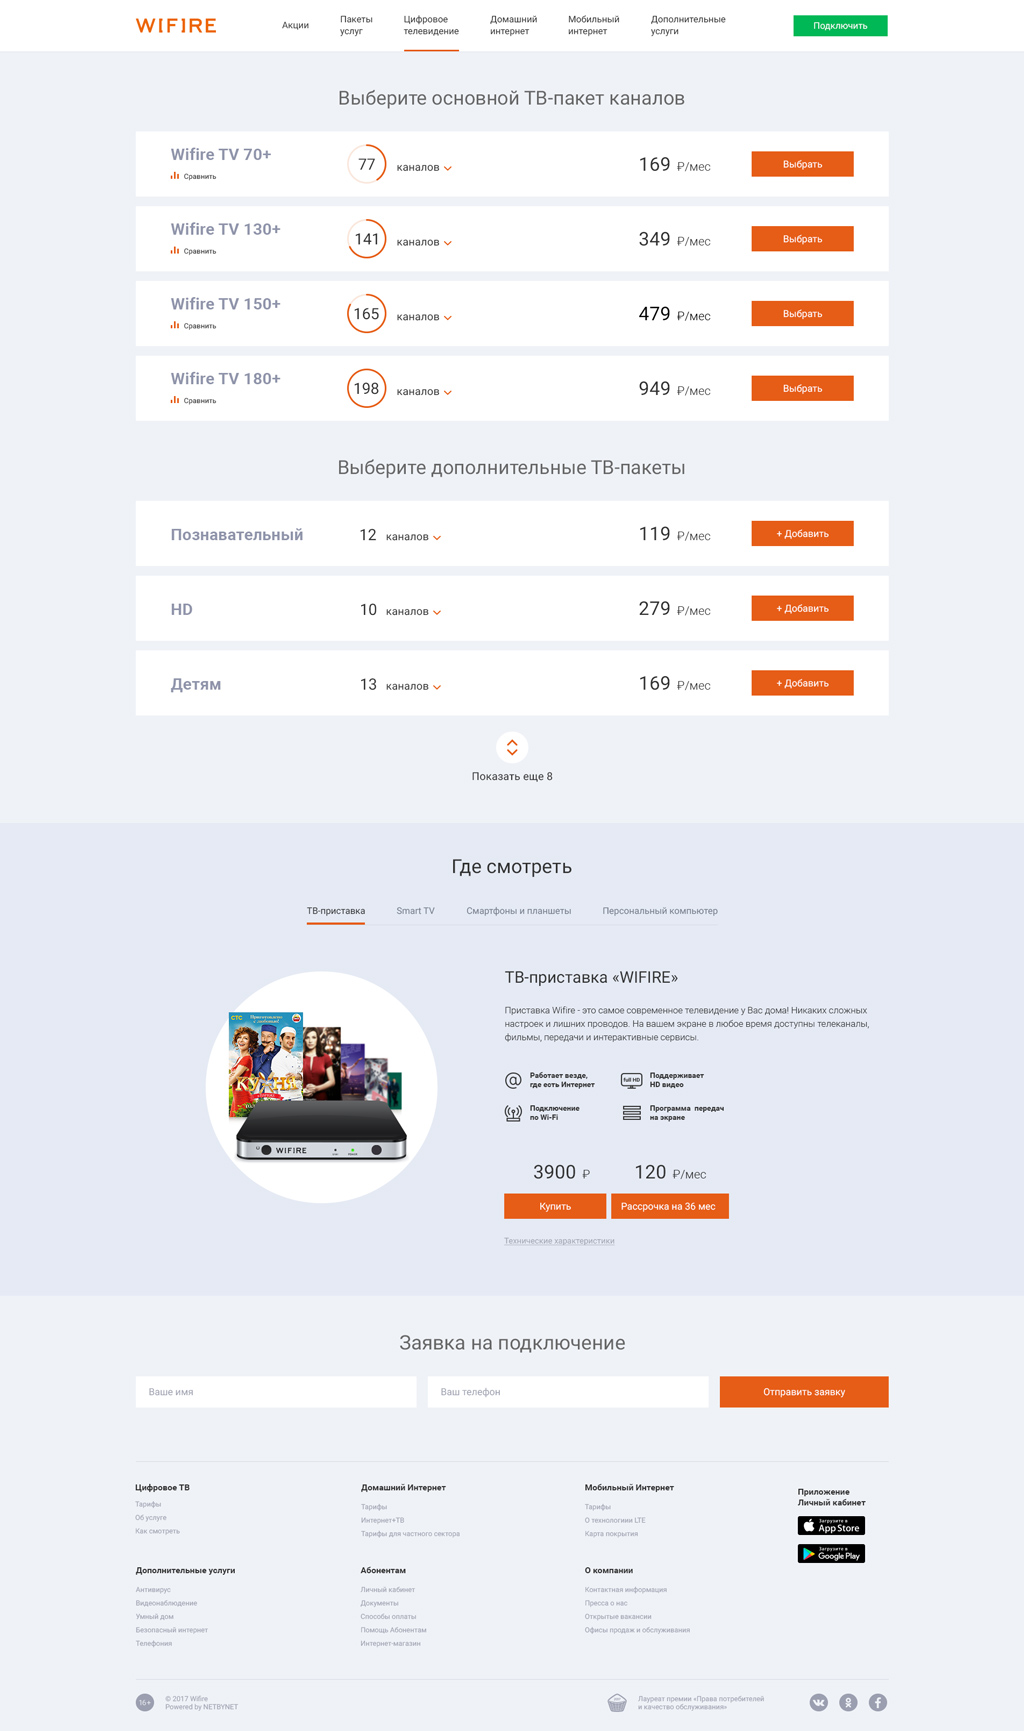 WIFIRE
Акции
Пакеты
услуг
Цифровое
телевидение
Домашний
интернет
Мобильный
интернет
Дополнительные
услуги
Подключить
Выберите основной ТВ-пакет каналов
Wifire TV 70+
Сравнить
77 каналов
169 ₽/мес
Выбрать
Wifire TV 130+
Сравнить
141 каналов
349 ₽/мес
Выбрать
Wifire TV 150+
Сравнить
165 каналов
479 ₽/мес
Выбрать
Wifire TV 180+
Сравнить
198 каналов
949 ₽/мес
Выбрать
Выберите дополнительные ТВ-пакеты
Познавательный 12 каналов 119 ₽/мес + Добавить
HD 10 каналов 279 ₽/мес + Добавить
Детям 13 каналов 169 ₽/мес + Добавить
Показать еще 8
Где смотреть
ТВ-приставка Smart TV Смартфоны и планшеты Персональный компьютер
СТС
КУХНЯ
WIFIRE
ТВ-приставка «WIFIRE»
Приставка Wifire - это самое современное телевидение у Вас дома! Никаких сложных
настроек и лишних проводов. На вашем экране в любое время доступны телеканалы,
фильмы, передачи и интерактивные сервисы.
Работает везде,
где есть Интернет
full HD
Поддерживает
HD видео
Подключение
по Wi-Fi
Программа передач
на экране
3900 ₽
120 ₽/мес
Купить
Рассрочка на 36 мес
Технические характеристики
Заявка на подключение
Ваше имя
Ваш телефон
Отправить заявку
Цифровое ТВ
Тарифы
Об услуге
Как смотреть
Домашний Интернет
Тарифы
Интернет+ТВ
Тарифы для частного сектора
Мобильный Интернет
Тарифы
О технологиии LTE
Карта покрытия
Приложение
Личный кабинет
Загрузите в
App Store
Загрузите в
Google Play
Дополнительные услуги
Антивирус
Видеонаблюдение
Умный дом
Безопасный интернет
Телефония
Абонентам
Личный кабинет
Документы
Способы оплаты
Помощь Абонентам
Интернет-магазин
О компании
Контактная информация
Пресса о нас
Открытые вакансии
Офисы продаж и обслуживания
16+
© 2017 Wifire
Powered by NETBYNET
Лауреат премии «Права потребителей
и качество обслуживания»